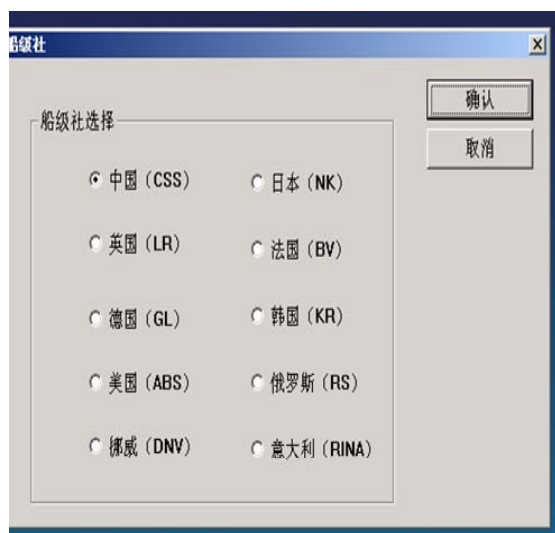 船级社
确认
取消
船级社选择
中国（CSS） 日本（NK）
英国（LR） 法国（BV）
德国（GL） 韩国（KR）
美国（ABS） 俄罗斯（RS）
挪威（DNV） 意大利（RINA）